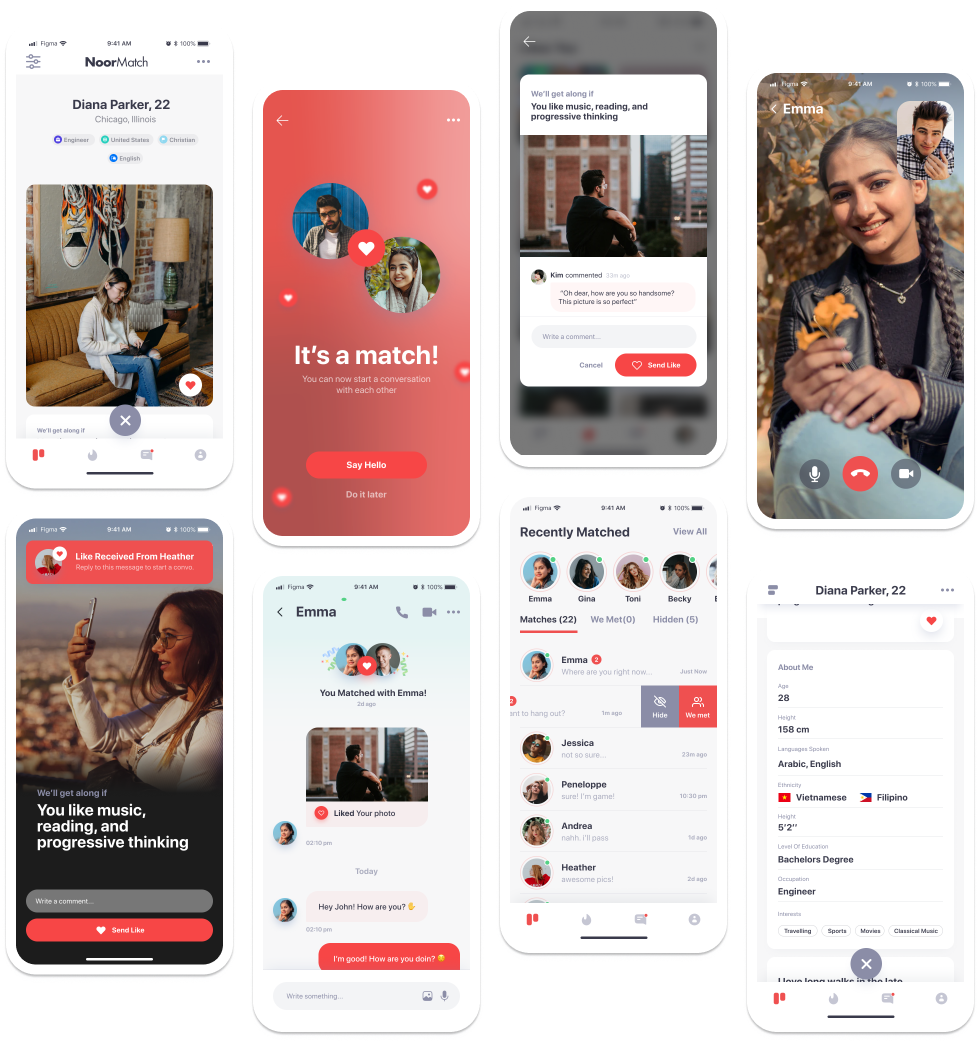 Figma
9:41 AM
100%
NoorMatch
Diana Parker, 22
Chicago, Illinois
Engineer
United States
Christian
English
We'll get along if
It's a match!
You can now start a conversation
with each other
Say Hello
Do it later
We'll get along if
You like music, reading, and
progressive thinking
Kim commented 33m ago
"Oh dear, how are you so handsome?
This picture is so perfect"
Write a comment...
Cancel
Send Like
Figma
9:41 AM
100%
Emma
Figma
9:41 AM
100%
Like Received From Heather
Reply to this message to start a convo.
We'll get along if
You like music,
reading, and
progressive thinking
Write a comment...
Send Like
Figma
9:41 AM
100%
Emma
You Matched with Emma!
2d ago
Liked Your photo
02:10 pm
Today
Hey John! How are you? ✋
02:10 pm
I'm good! How are you doin? 😄
Write something...
Figma
9:41 AM
100%
Recently Matched
View All
Emma
Gina
Toni
Becky
Matches (22)
We Met(0)
Hidden (5)
Emma 2
Where are you right now...
Just Now
ant to hang out?
1m ago
Hide
We met
Jessica
not so sure...
23m ago
Peneloppe
sure! I'm game!
10:30 pm
Andrea
nahh. i'll pass
1d ago
Heather
awesome pics!
2d ago
Diana Parker, 22
About Me
Age
28
Height
158 cm
Languages Spoken
Arabic, English
Ethnicity
Vietnamese
Filipino
Height
5'2''
Level Of Education
Bachelors Degree
Occupation
Engineer
Interests
Travelling
Sports
Movies
Classical Music
I love long walks in the late